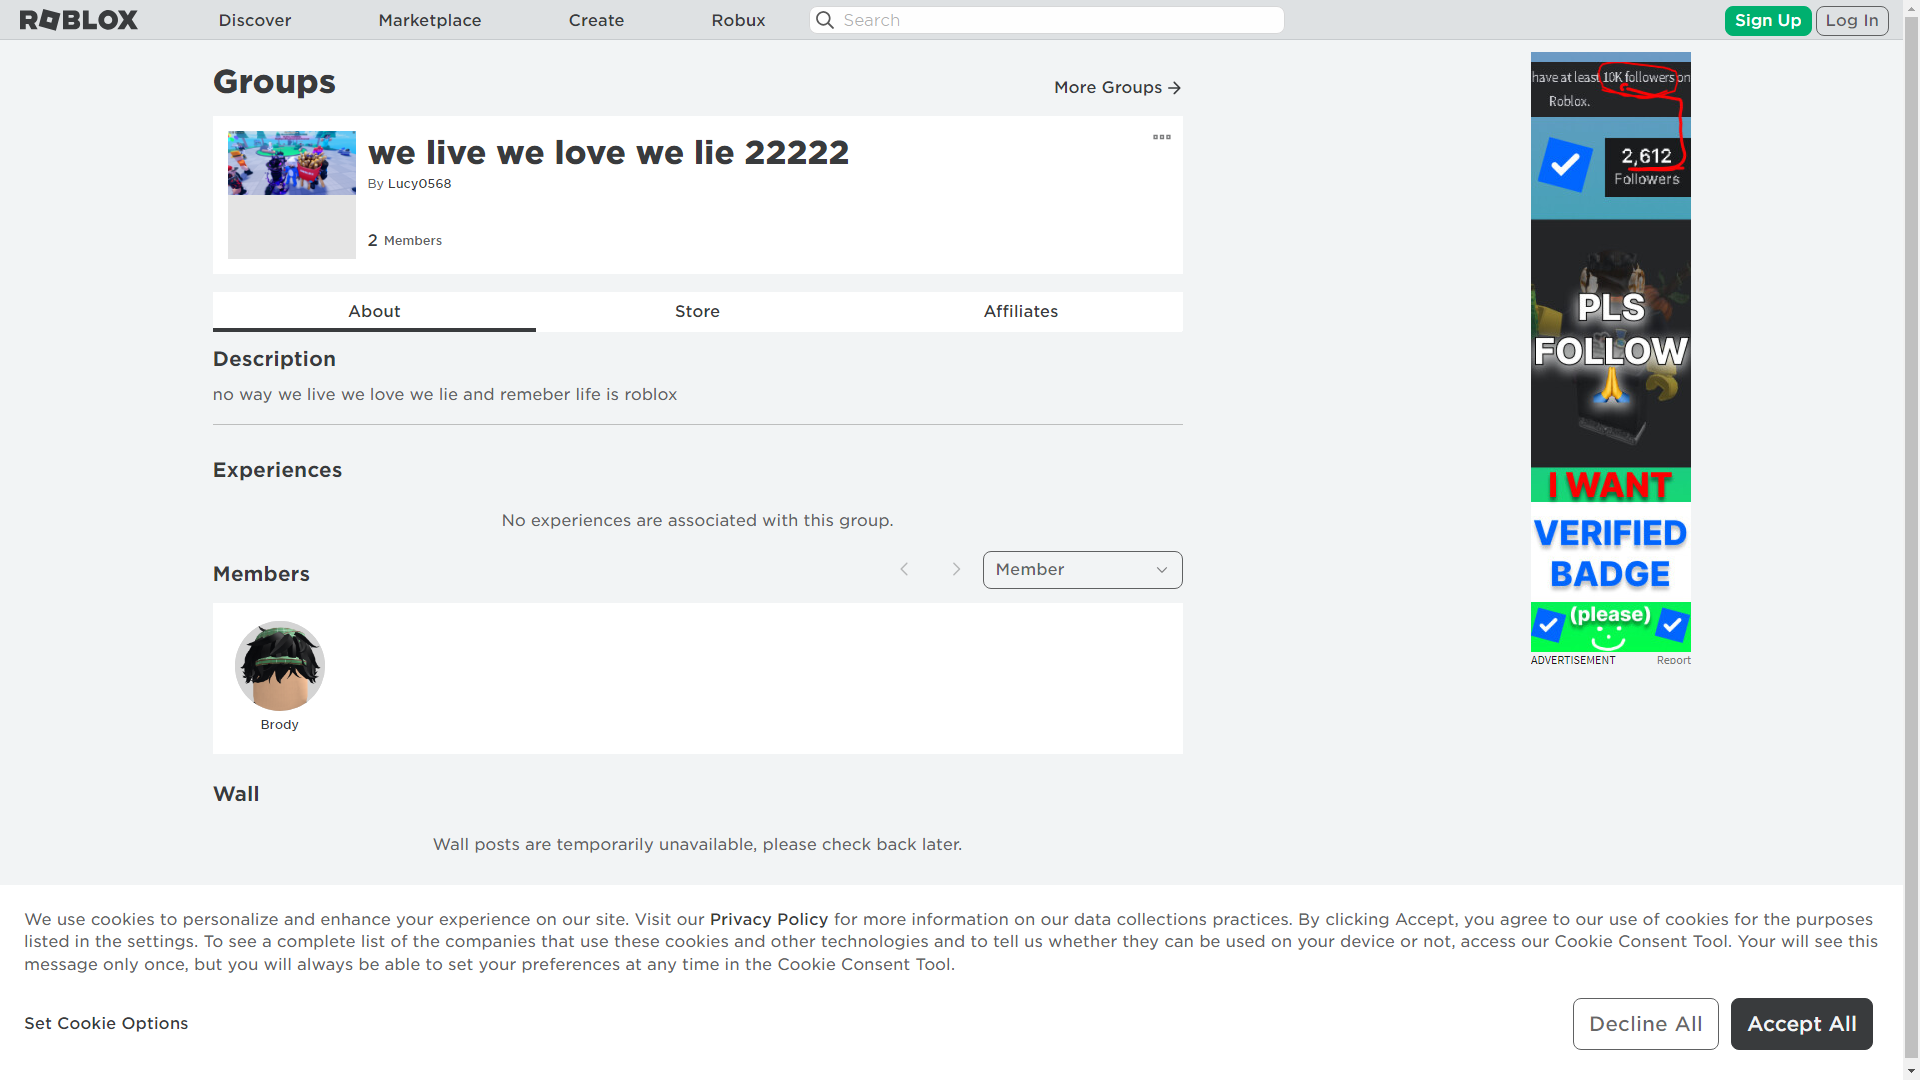 ROBLOX
Discover
Marketplace
Create
Robux
Search
Sign Up
Log In
Groups
More Groups
we live we love we lie 22222
By Lucy0568
2 Members
About
Store
Affiliates
Description
no way we live we love we lie and remeber life is roblox
Experiences
No experiences are associated with this group.
Members
Member
Brody
Wall
Wall posts are temporarily unavailable, please check back later.
have at least 10K followers on
Roblox.
2,612
Followers
PLS
FOLLOW
I WANT
VERIFIED
BADGE
(please)
ADVERTISEMENT
Report
We use cookies to personalize and enhance your experience on our site. Visit our Privacy Policy for more information on our data collections practices. By clicking Accept, you agree to our use of cookies for the purposes
listed in the settings. To see a complete list of the companies that use these cookies and other technologies and to tell us whether they can be used on your device or not, access our Cookie Consent Tool. Your will see this
message only once, but you will always be able to set your preferences at any time in the Cookie Consent Tool.
Set Cookie Options
Decline All
Accept All